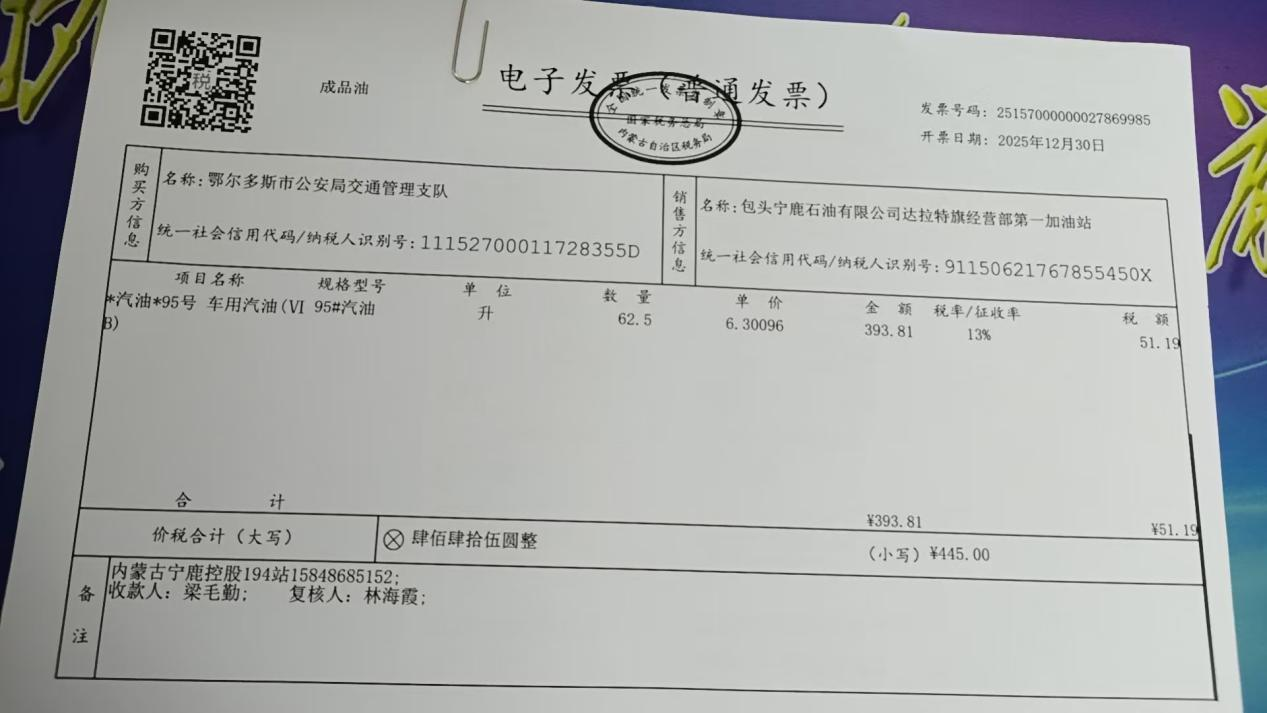 税
成品油
电子发票（普通发票）
全国统一发票监制章
国家税务总局
内蒙古自治区税务局
发票号码：25157000000027869985
开票日期：2025年12月30日
购买方信息
名称：鄂尔多斯市公安局交通管理支队
统一社会信用代码/纳税人识别号：11152700011728355D
销售方信息
名称：包头宁鹿石油有限公司达拉特旗经营部第一加油站
统一社会信用代码/纳税人识别号：91150621767855450X
项目名称 规格型号 单位 数量 单价 金额 税率/征收率 税额
*汽油*95号 车用汽油(VI 95#汽油 升 62.5 6.30096 393.81 13% 51.19
B)
合计 ¥393.81 ¥51.19
价税合计（大写） ⊗ 肆佰肆拾伍圆整 （小写）¥445.00
备注
内蒙古宁鹿控股194站15848685152;
收款人：梁毛勤; 复核人：林海霞;